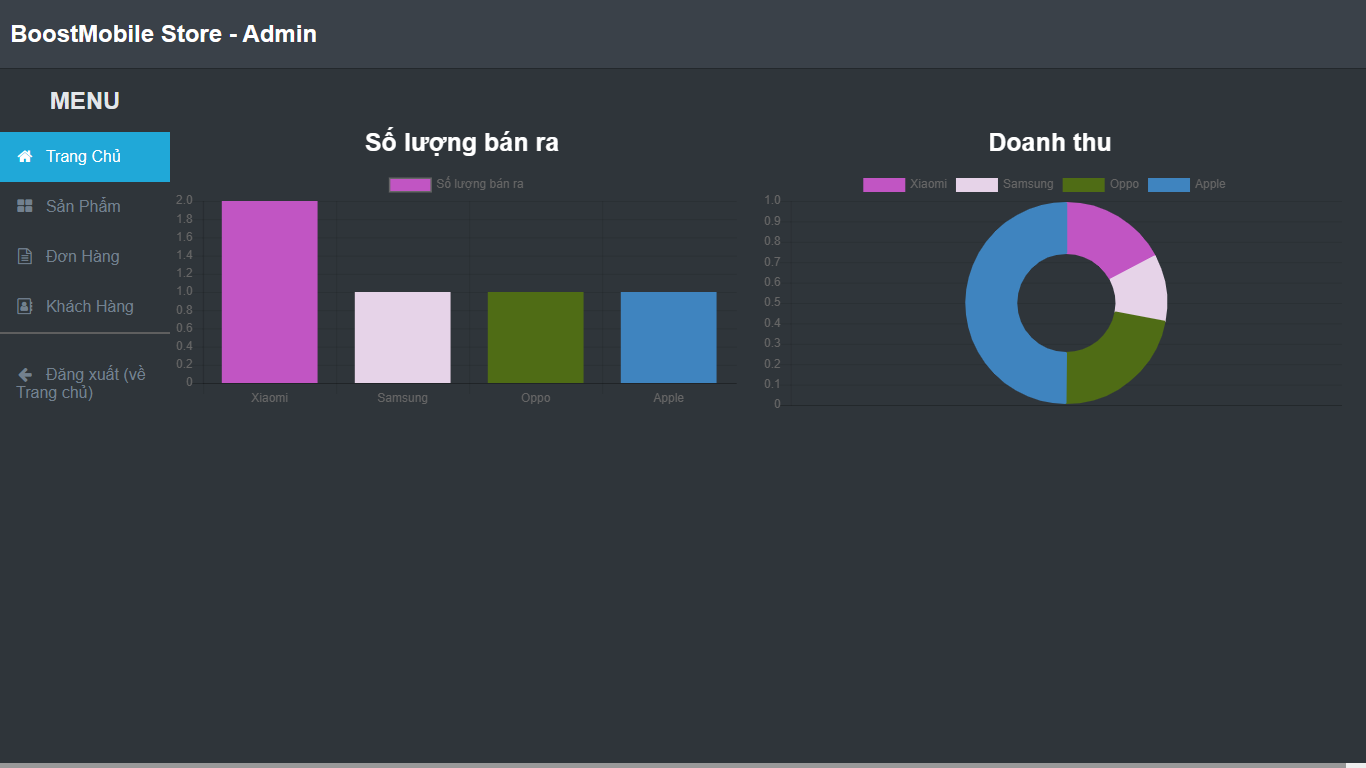 BoostMobile Store - Admin
MENU
Trang Chủ
Sản Phẩm
Đơn Hàng
Khách Hàng
Đăng xuất (về
Trang chủ)
Số lượng bán ra
Số lượng bán ra
2.0
1.8
1.6
1.4
1.2
1.0
0.8
0.6
0.4
0.2
0
Xiaomi Samsung Oppo Apple
Doanh thu
Xiaomi Samsung Oppo Apple
1.0
0.9
0.8
0.7
0.6
0.5
0.4
0.3
0.2
0.1
0